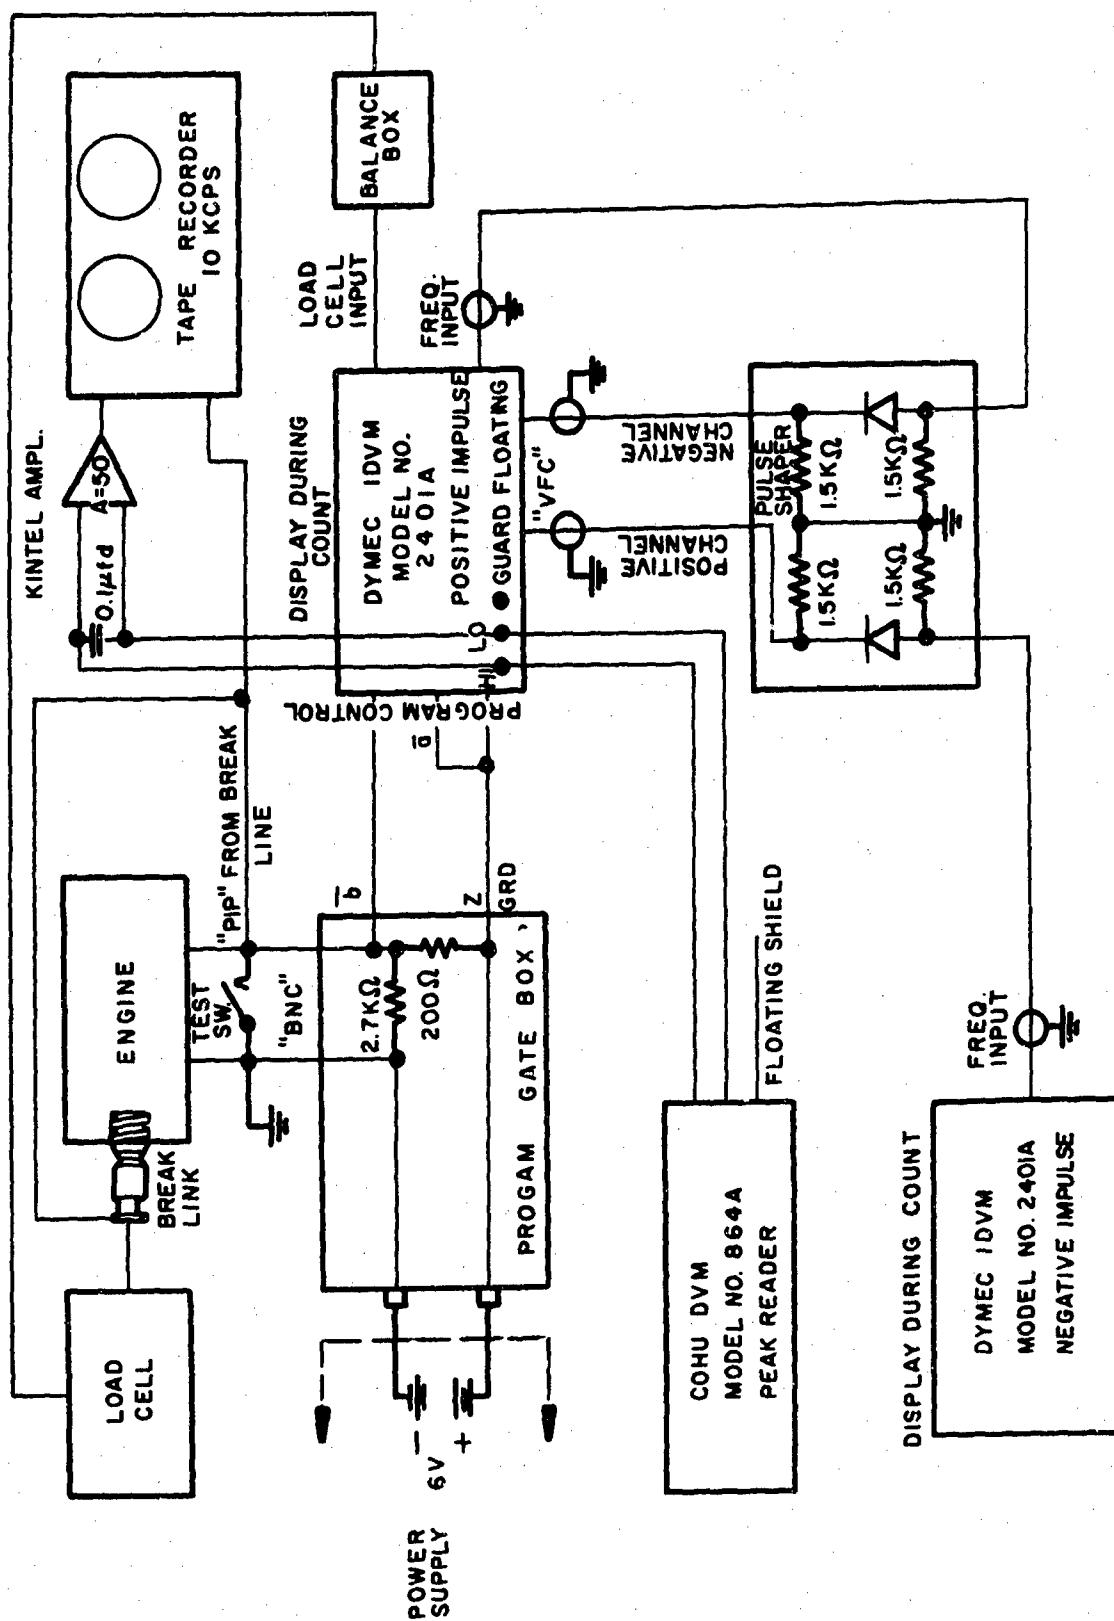 KINTEL AMPL.
A=50
0.1µfd
TAPE RECORDER
10 KCPS
BALANCE
BOX
LOAD
CELL
INPUT
FREQ.
INPUT
DISPLAY DURING
COUNT
DYMEC IDVM
MODEL NO.
2401A
POSITIVE IMPULSE
HI
LO
GUARD FLOATING
PROGRAM CONTROL
a
"VFC"
NEGATIVE
CHANNEL
POSITIVE
CHANNEL
PULSE
SHAPER
1.5KΩ
1.5KΩ
1.5KΩ
1.5KΩ
"PIP" FROM BREAK
LINE
ENGINE
TEST
SW.
"BNC"
BREAK
LINK
LOAD
CELL
b
Z
GRD
2.7KΩ
200Ω
PROGAM GATE BOX
POWER
SUPPLY
6V
-
+
FLOATING SHIELD
COHU DVM
MODEL NO. 864A
PEAK READER
FREQ.
INPUT
DISPLAY DURING COUNT
DYMEC IDVM
MODEL NO. 2401A
NEGATIVE IMPULSE